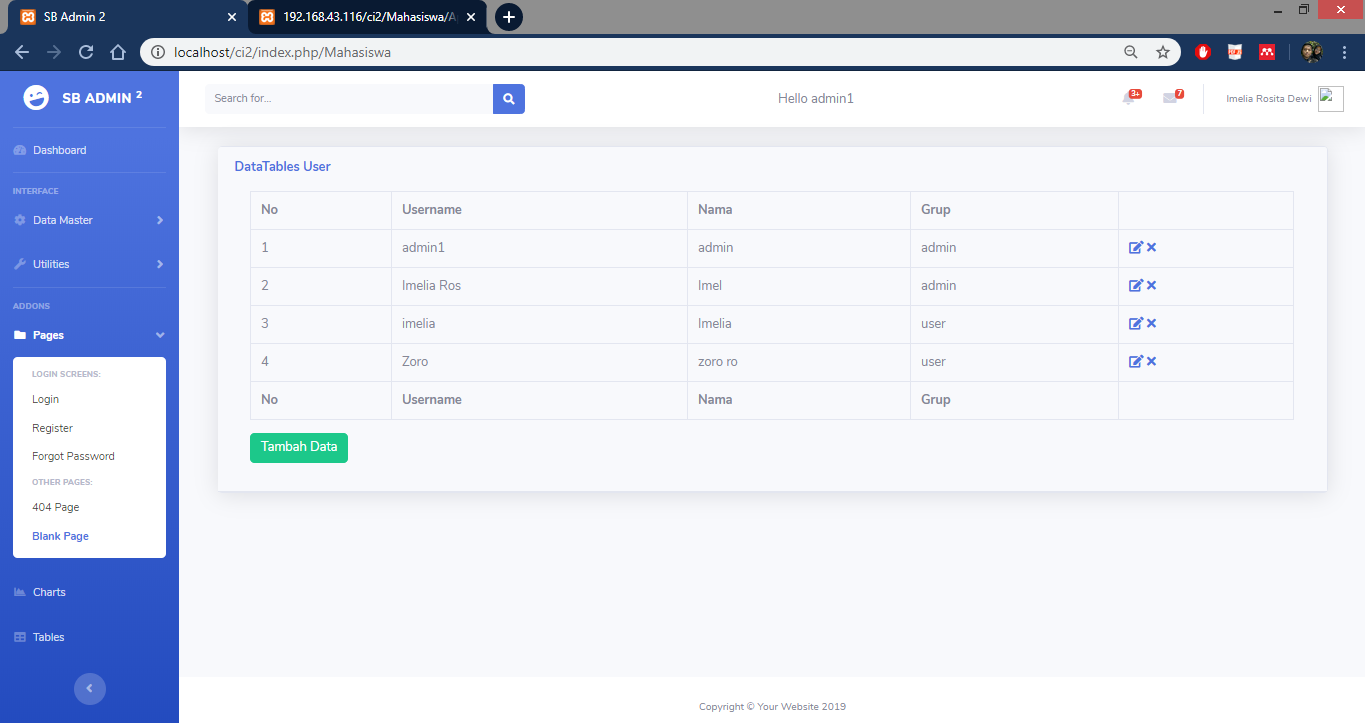 SB Admin 2
192.168.43.116/ci2/Mahasiswa/A
localhost/ci2/index.php/Mahasiswa
SB ADMIN 2
Search for...
Hello admin1
3+
7
Imelia Rosita Dewi
Dashboard
INTERFACE
Data Master
Utilities
ADDONS
Pages
LOGIN SCREENS:
Login
Register
Forgot Password
OTHER PAGES:
404 Page
Blank Page
Charts
Tables
DataTables User
No Username Nama Grup
1 admin1 admin admin
2 Imelia Ros Imel admin
3 imelia Imelia user
4 Zoro zoro ro user
No Username Nama Grup
Tambah Data
Copyright © Your Website 2019